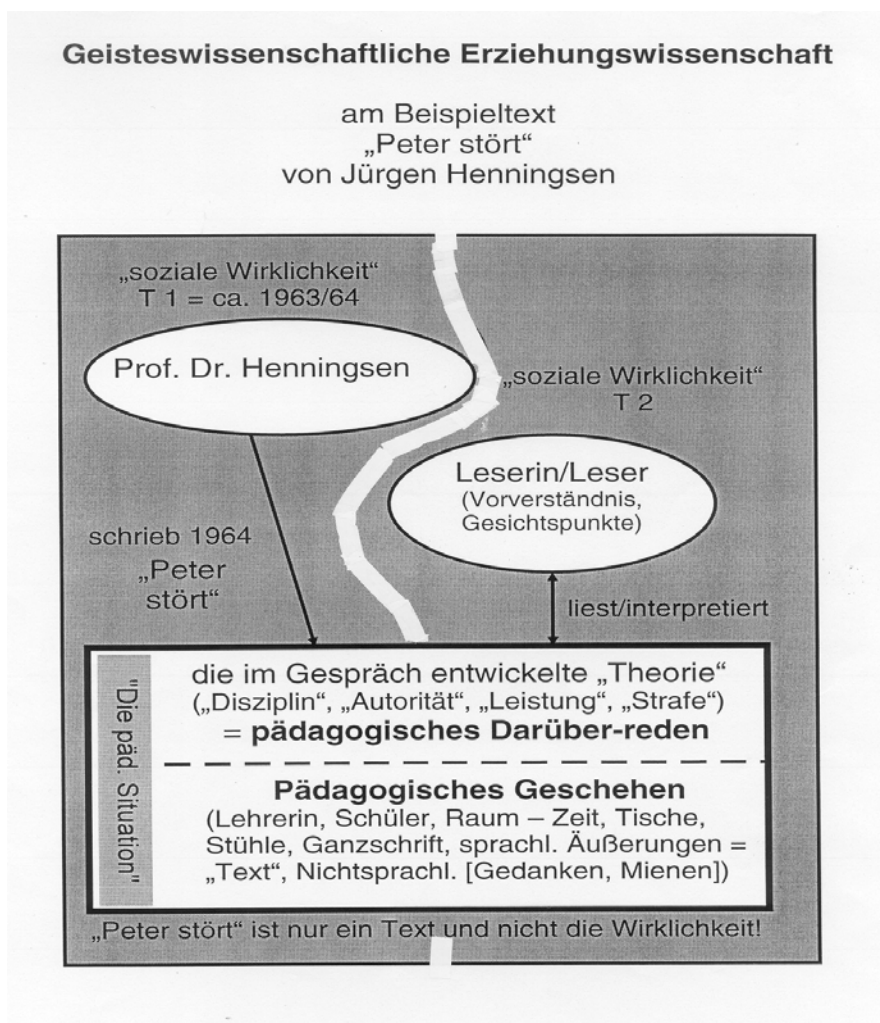 Geisteswissenschaftliche Erziehungswissenschaft
am Beispieltext
„Peter stört“
von Jürgen Henningsen
„soziale Wirklichkeit“
T 1 = ca. 1963/64
Prof. Dr. Henningsen
„soziale Wirklichkeit“
T 2
Leserin/Leser
(Vorverständnis,
Gesichtspunkte)
schrieb 1964
„Peter
stört“
liest/interpretiert
"Die päd. Situation"
die im Gespräch entwickelte „Theorie“
(„Disziplin“, „Autorität“, „Leistung“, „Strafe“)
= pädagogisches Darüber-reden
Pädagogisches Geschehen
(Lehrerin, Schüler, Raum – Zeit, Tische,
Stühle, Ganzschrift, sprachl. Äußerungen =
„Text“, Nichtsprachl. [Gedanken, Mienen])
„Peter stört“ ist nur ein Text und nicht die Wirklichkeit!